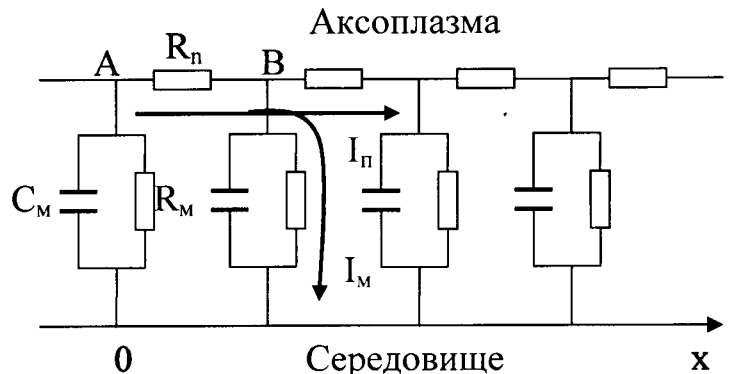 Аксоплазма
A Rп B
Iп
Cм Rм
Iм
0 Середовище x